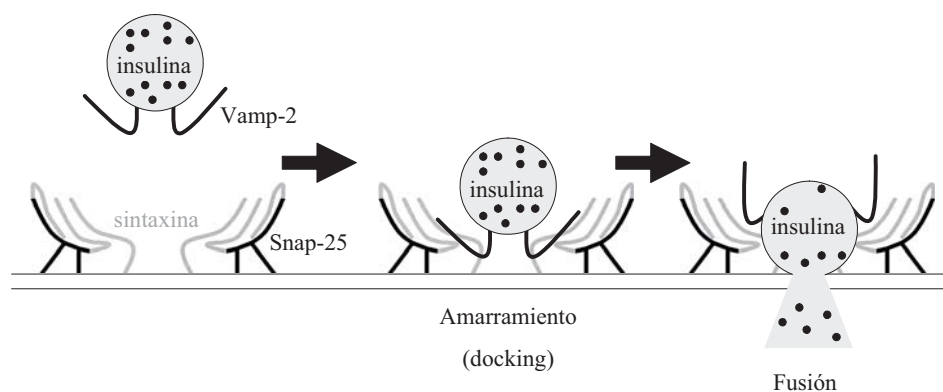 insulina
Vamp-2
sintaxina
Snap-25
insulina
Amarramiento
(docking)
insulina
Fusión